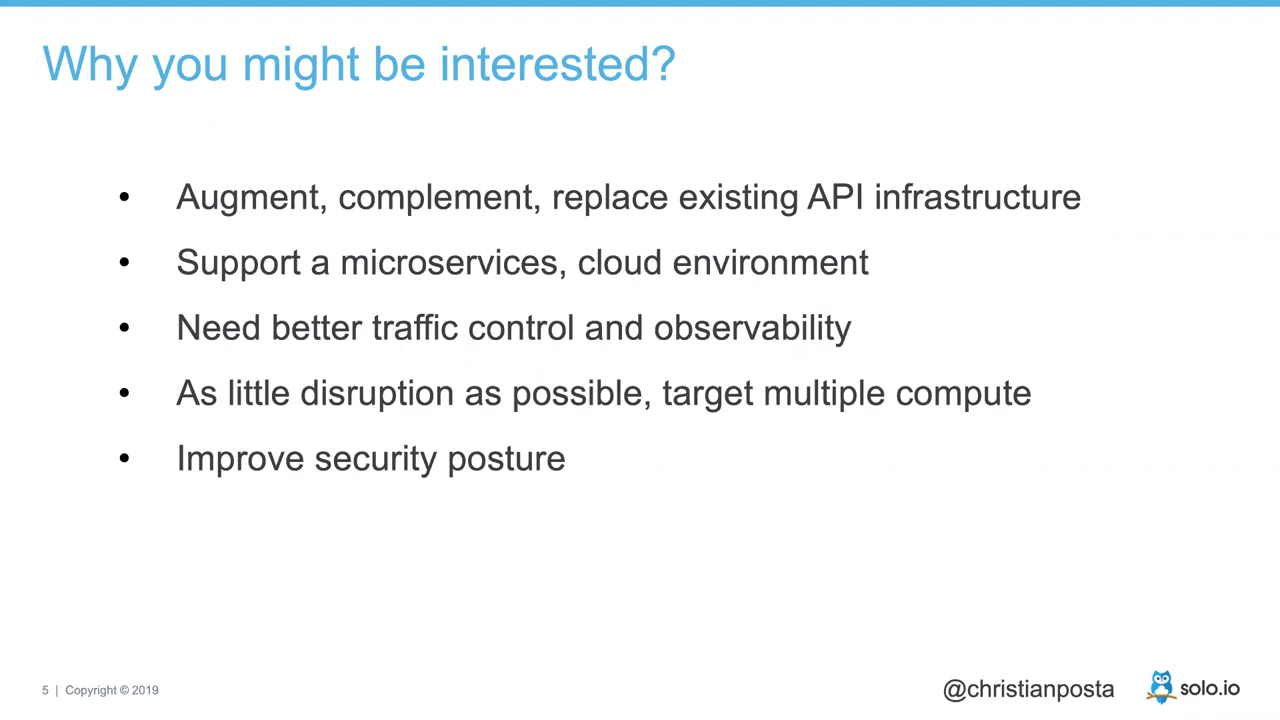 Why you might be interested?
• Augment, complement, replace existing API infrastructure
• Support a microservices, cloud environment
• Need better traffic control and observability
• As little disruption as possible, target multiple compute
• Improve security posture
5 | Copyright © 2019
@christianposta
solo.io